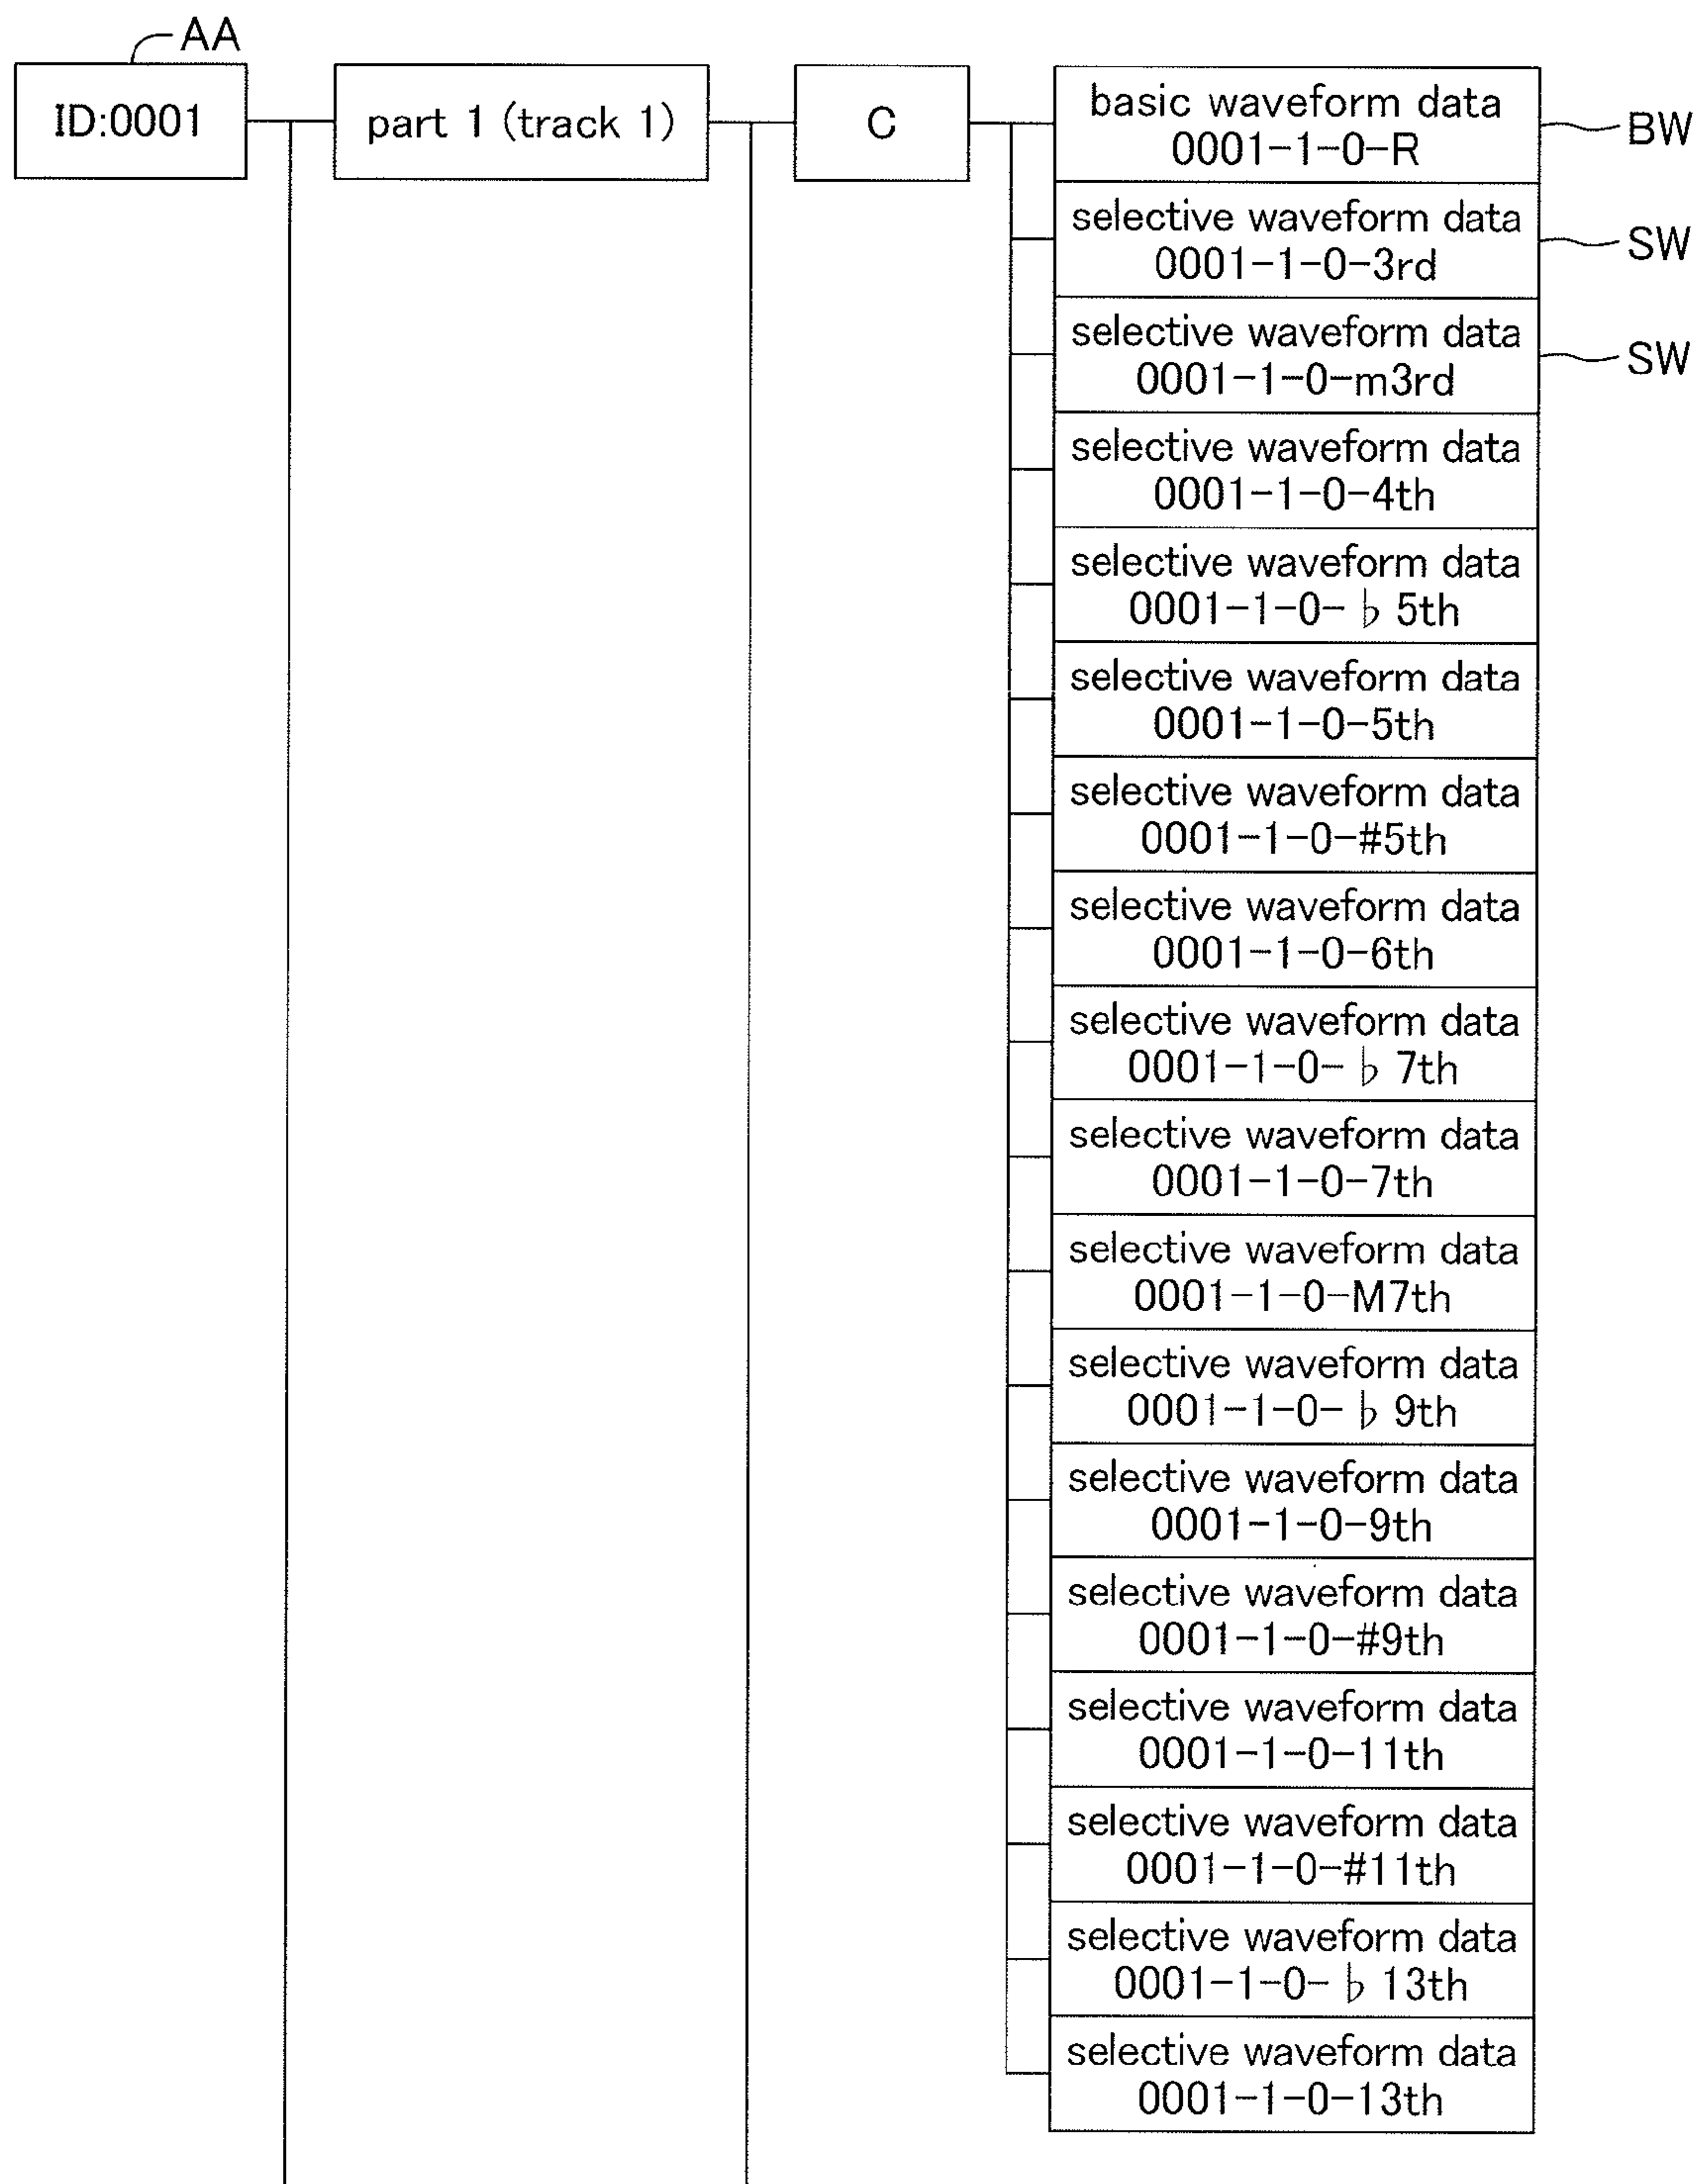 AA
ID:0001
part 1 (track 1)
C
basic waveform data
0001-1-0-R
BW
selective waveform data
0001-1-0-3rd
SW
selective waveform data
0001-1-0-m3rd
SW
selective waveform data
0001-1-0-4th
selective waveform data
0001-1-0-♭5th
selective waveform data
0001-1-0-5th
selective waveform data
0001-1-0-#5th
selective waveform data
0001-1-0-6th
selective waveform data
0001-1-0-♭7th
selective waveform data
0001-1-0-7th
selective waveform data
0001-1-0-M7th
selective waveform data
0001-1-0-♭9th
selective waveform data
0001-1-0-9th
selective waveform data
0001-1-0-#9th
selective waveform data
0001-1-0-11th
selective waveform data
0001-1-0-#11th
selective waveform data
0001-1-0-♭13th
selective waveform data
0001-1-0-13th